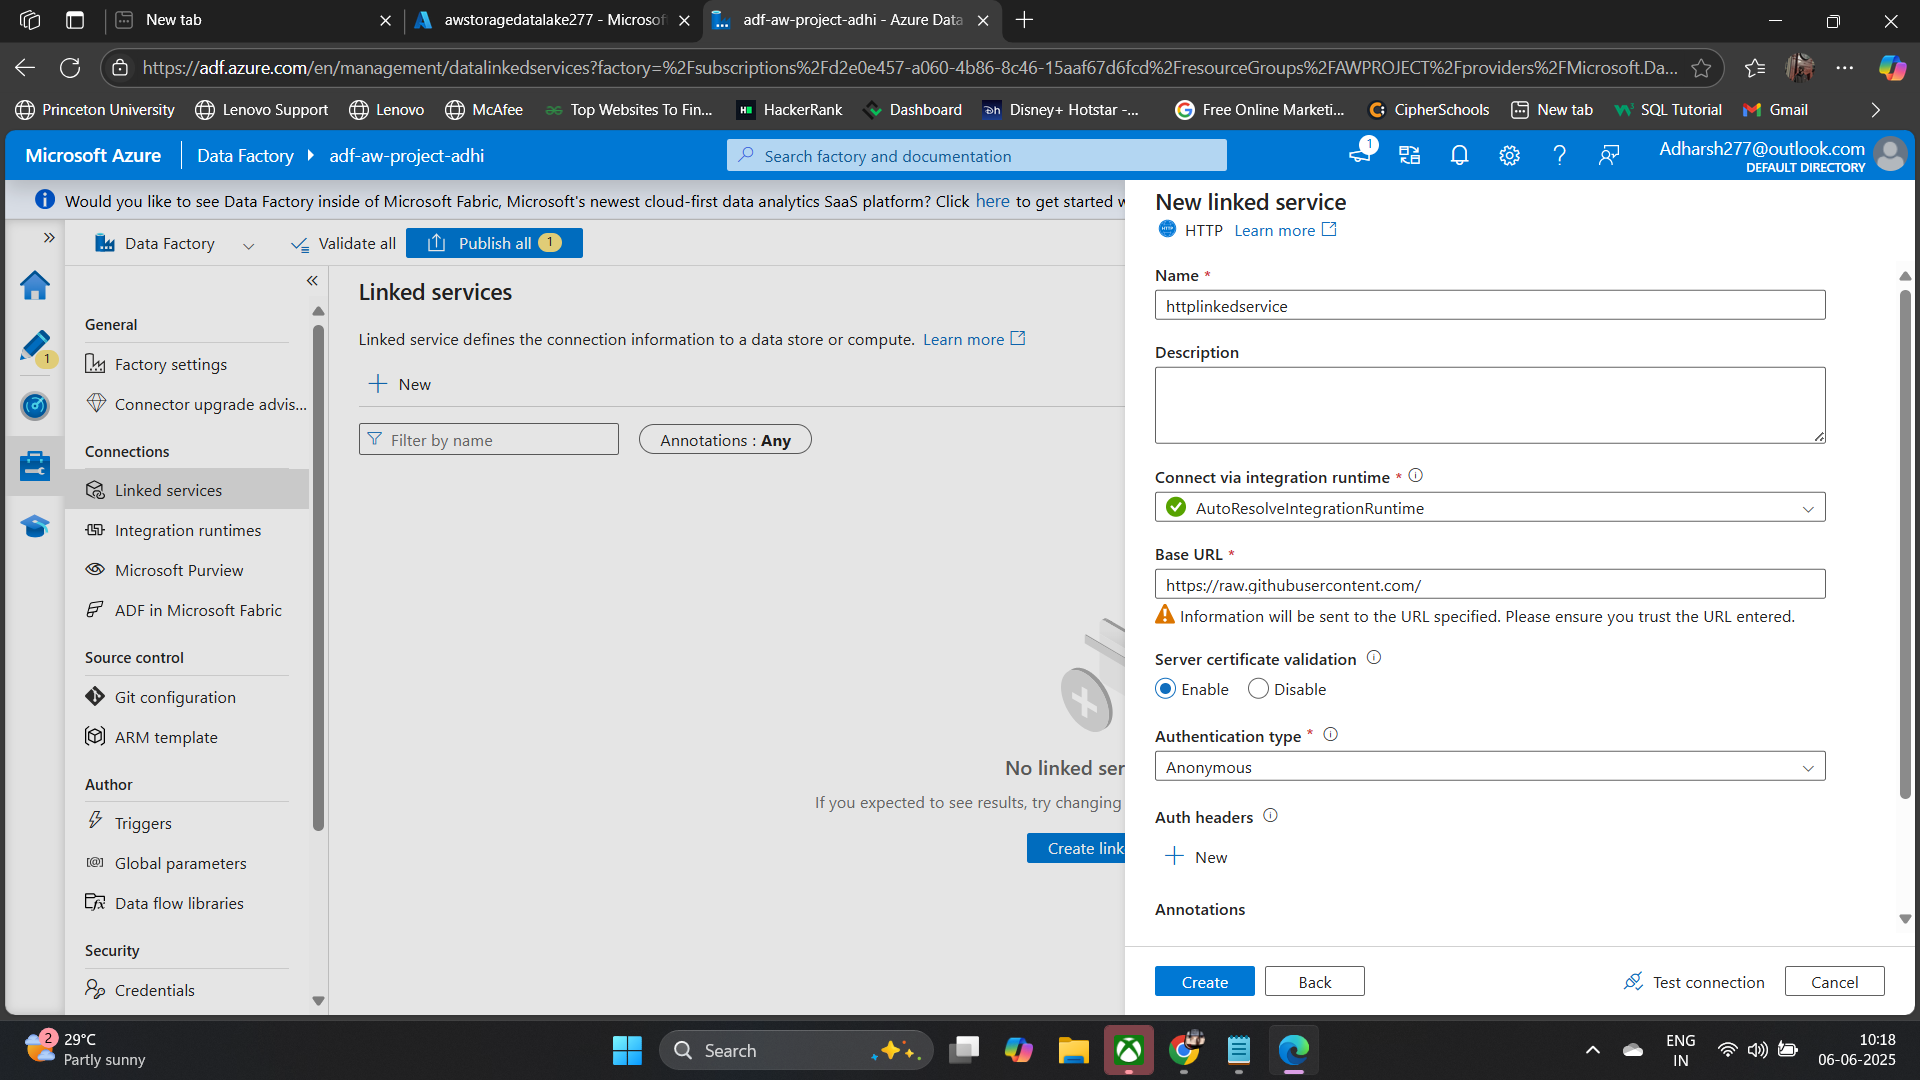 New tab
awstoragedatalake277 - Microsof
adf-aw-project-adhi - Azure Data
https://adf.azure.com/en/management/datalinkedservices?factory=%2Fsubscriptions%2Fd2e0e457-a060-4b86-8c46-15aaf67d6fcd%2FresourceGroups%2FAWPROJECT%2Fproviders%2FMicrosoft.Da...
Princeton University
Lenovo Support
Lenovo
McAfee
Top Websites To Fin...
HackerRank
Dashboard
Disney+ Hotstar -...
Free Online Marketi...
CipherSchools
New tab
SQL Tutorial
Gmail
Microsoft Azure
Data Factory
adf-aw-project-adhi
Search factory and documentation
1
Adharsh277@outlook.com
DEFAULT DIRECTORY
Would you like to see Data Factory inside of Microsoft Fabric, Microsoft's newest cloud-first data analytics SaaS platform? Click here to get started w
Data Factory
Validate all
Publish all 1
1
General
Factory settings
Connector upgrade advis...
Connections
Linked services
Integration runtimes
Microsoft Purview
ADF in Microsoft Fabric
Source control
Git configuration
ARM template
Author
Triggers
Global parameters
Data flow libraries
Security
Credentials
Linked services
Linked service defines the connection information to a data store or compute. Learn more
New
Filter by name
Annotations : Any
No linked ser
If you expected to see results, try changing
Create link
New linked service
HTTP Learn more
Name *
httplinkedservice
Description
Connect via integration runtime *
AutoResolveIntegrationRuntime
Base URL *
https://raw.githubusercontent.com/
Information will be sent to the URL specified. Please ensure you trust the URL entered.
Server certificate validation
Enable
Disable
Authentication type *
Anonymous
Auth headers
New
Annotations
Create
Back
Test connection
Cancel
2
29°C
Partly sunny
Search
ENG
IN
10:18
06-06-2025